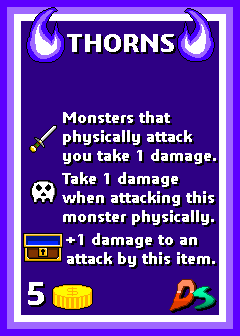 THORNS
Monsters that
physically attack
you take 1 damage.
Take 1 damage
when attacking this
monster physically.
+1 damage to an
attack by this item.
5
DS